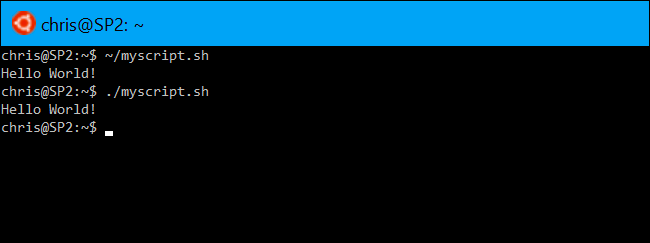 chris@SP2: ~
chris@SP2:~$ ~/myscript.sh
Hello World!
chris@SP2:~$ ./myscript.sh
Hello World!
chris@SP2:~$